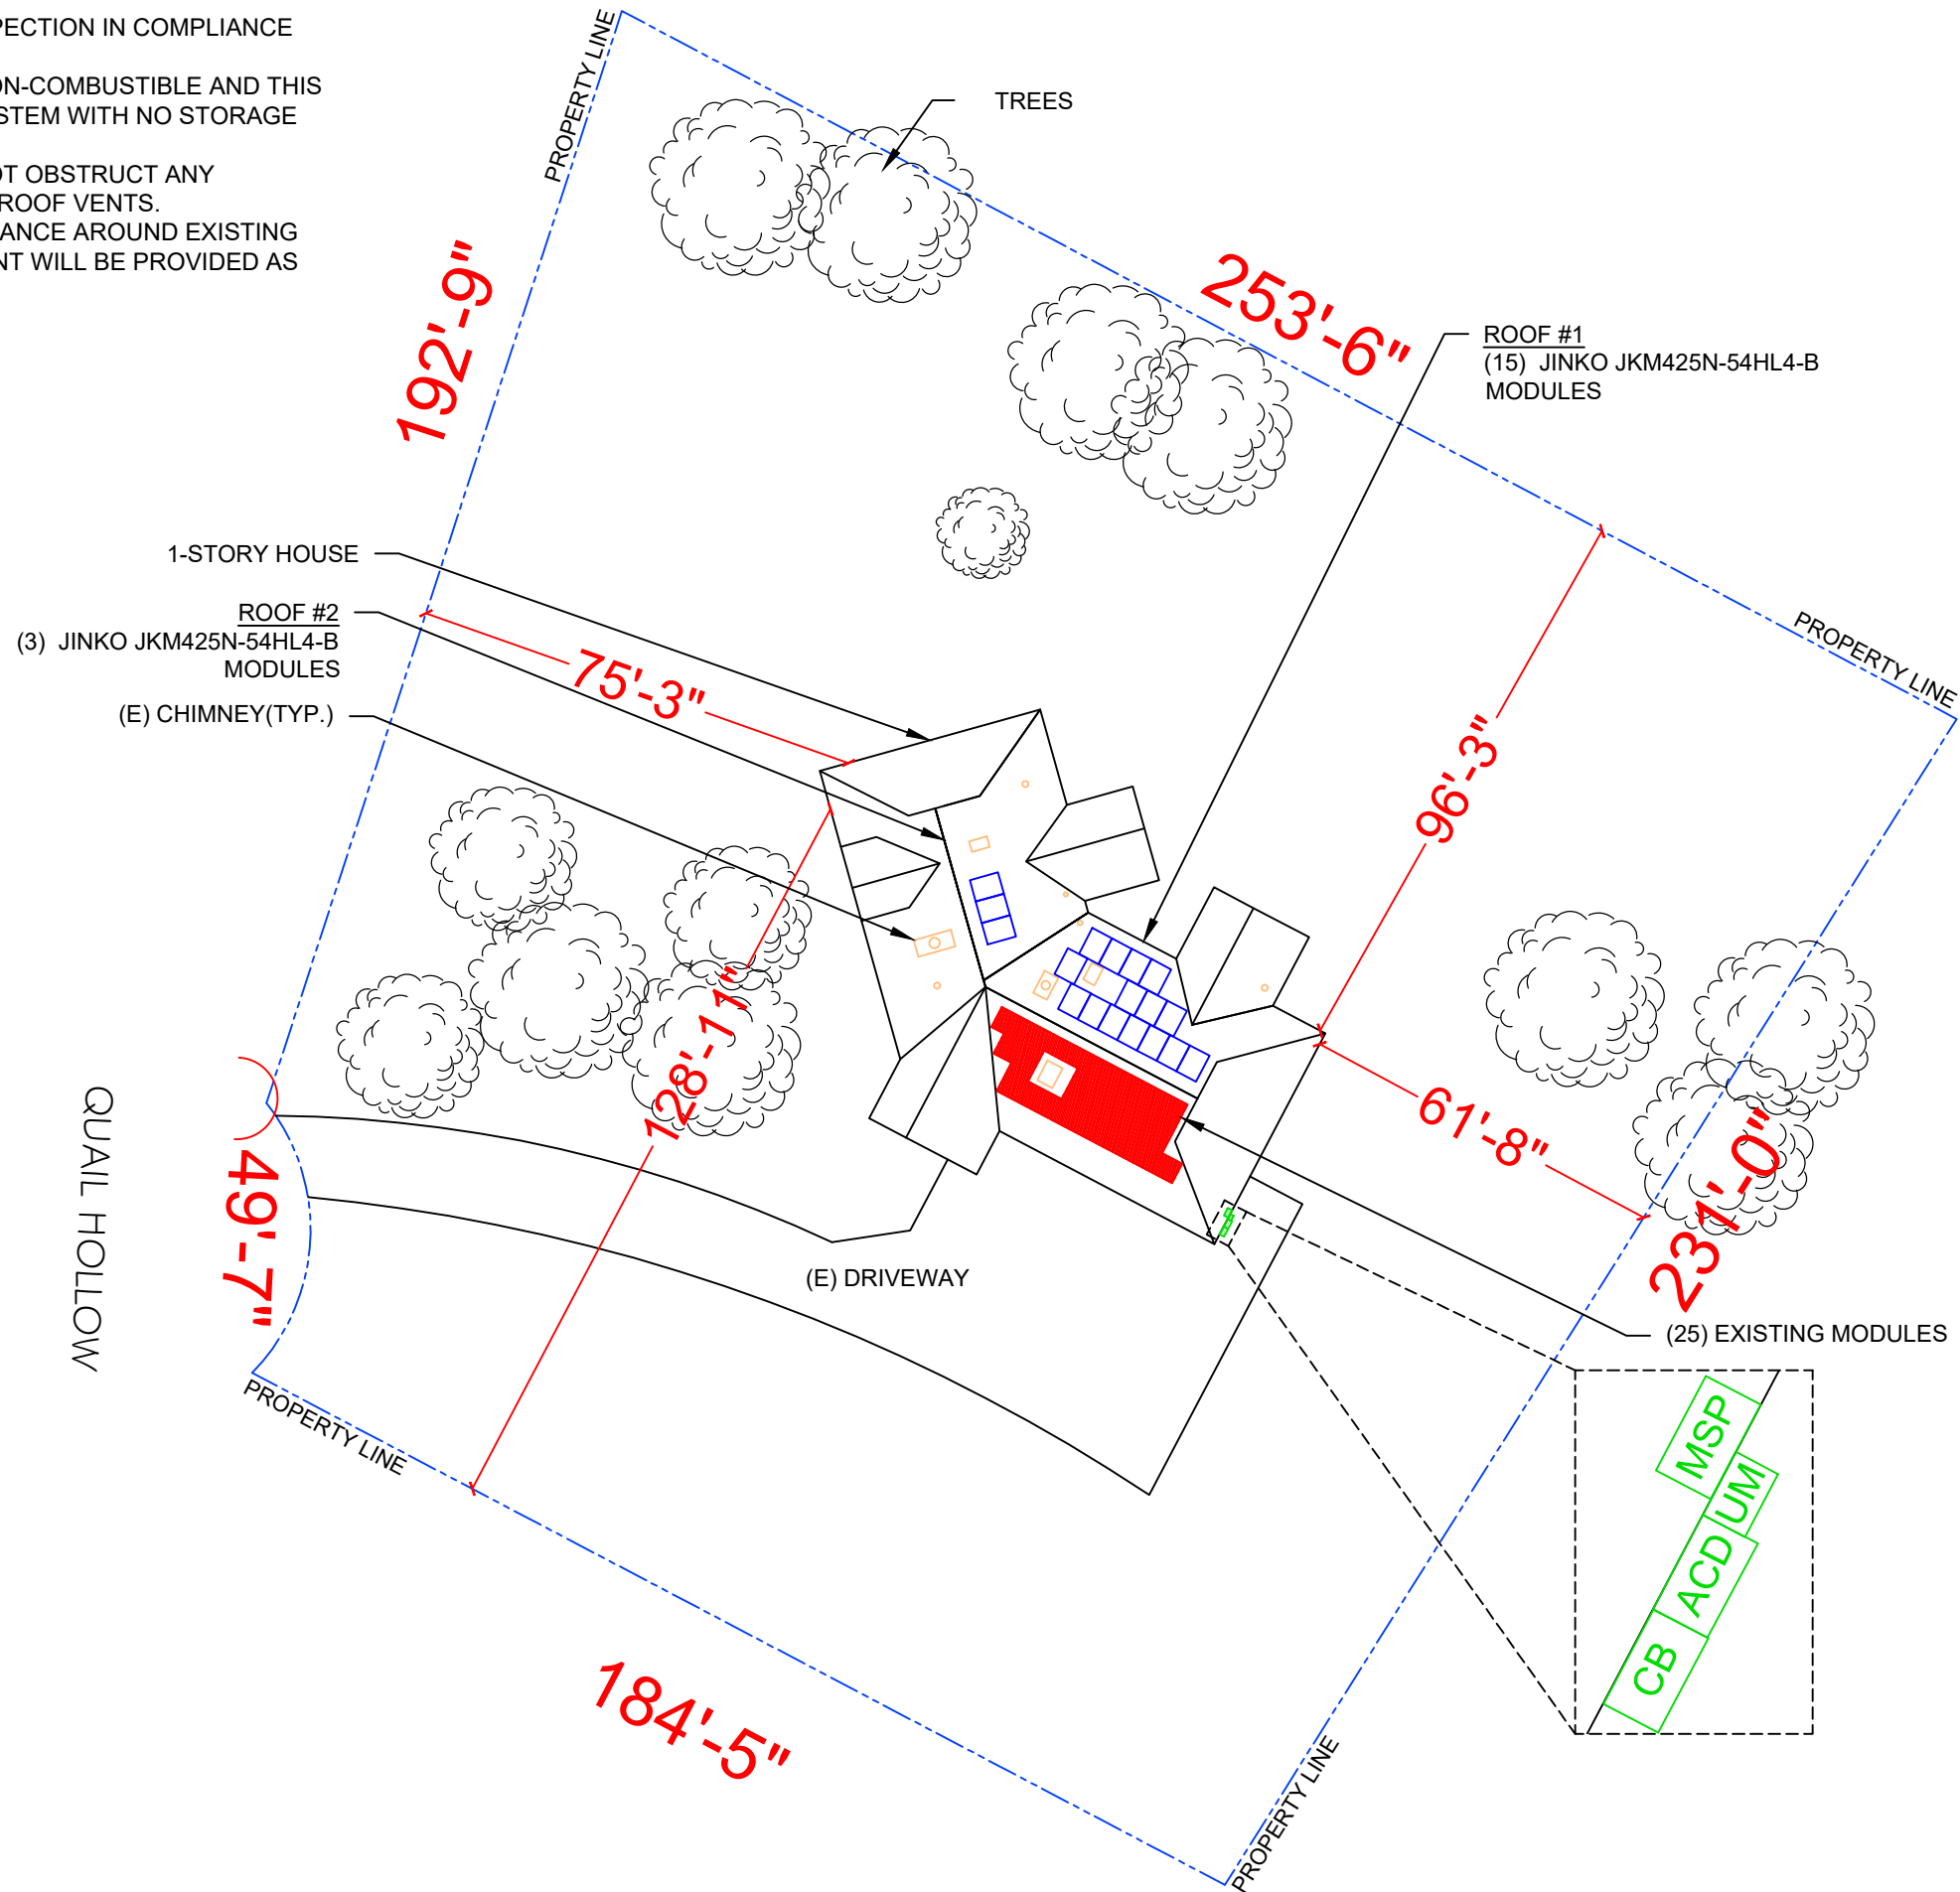 PECTION IN COMPLIANCE
ON-COMBUSTIBLE AND THIS
STEM WITH NO STORAGE
OT OBSTRUCT ANY
ROOF VENTS.
ANCE AROUND EXISTING
NT WILL BE PROVIDED AS
PROPERTY LINE
TREES
192'-9"
253'-6"
ROOF #1
(15) JINKO JKM425N-54HL4-B
MODULES
1-STORY HOUSE
ROOF #2
(3) JINKO JKM425N-54HL4-B
MODULES
(E) CHIMNEY(TYP.)
75'-3"
96'-3"
PROPERTY LINE
128'-11"
61'-8"
231'-0"
QUAIL HOLLOW
49'-7"
(E) DRIVEWAY
(25) EXISTING MODULES
PROPERTY LINE
MSP
UM
ACD
CB
184'-5"
PROPERTY LINE